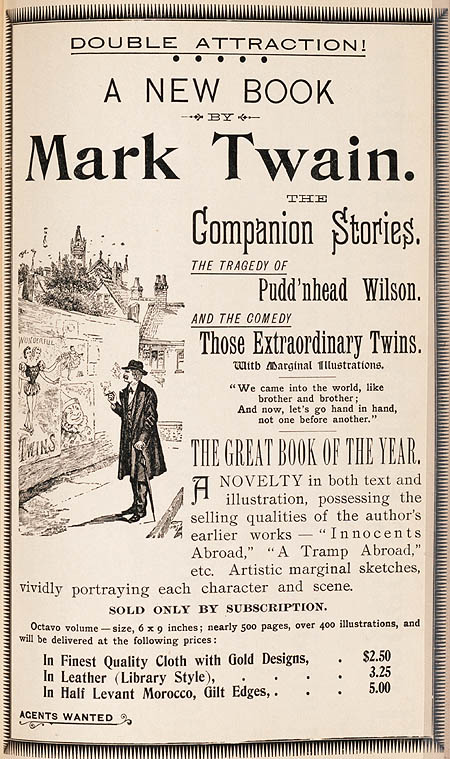 DOUBLE ATTRACTION!
A NEW BOOK
BY
Mark Twain.
THE
Companion Stories.
THE TRAGEDY OF
Pudd'nhead Wilson.
AND THE COMEDY
Those Extraordinary Twins.
With Marginal Illustrations.
"We came into the world, like
brother and brother;
And now, let's go hand in hand,
not one before another."
WONDERFUL
TWINS
THE GREAT BOOK OF THE YEAR.
A NOVELTY in both text and
illustration, possessing the
selling qualities of the author's
earlier works — "Innocents
Abroad," "A Tramp Abroad,"
etc. Artistic marginal sketches,
vividly portraying each character and scene.
SOLD ONLY BY SUBSCRIPTION.
Octavo volume — size, 6 x 9 inches; nearly 500 pages, over 400 illustrations, and
will be delivered at the following prices:
In Finest Quality Cloth with Gold Designs, . $2.50
In Leather (Library Style), . . . . 3.25
In Half Levant Morocco, Gilt Edges, . . . 5.00
AGENTS WANTED